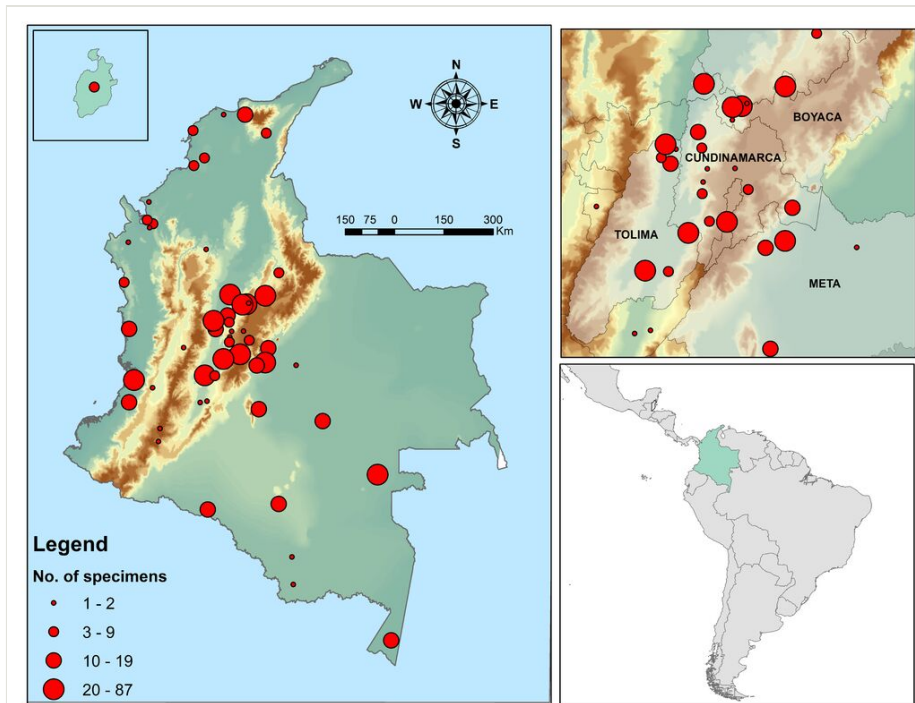 N
W E
S
150 75 0 150 300
Km
Legend
No. of specimens
1 - 2
3 - 9
10 - 19
20 - 87
BOYACA
CUNDINAMARCA
TOLIMA
META